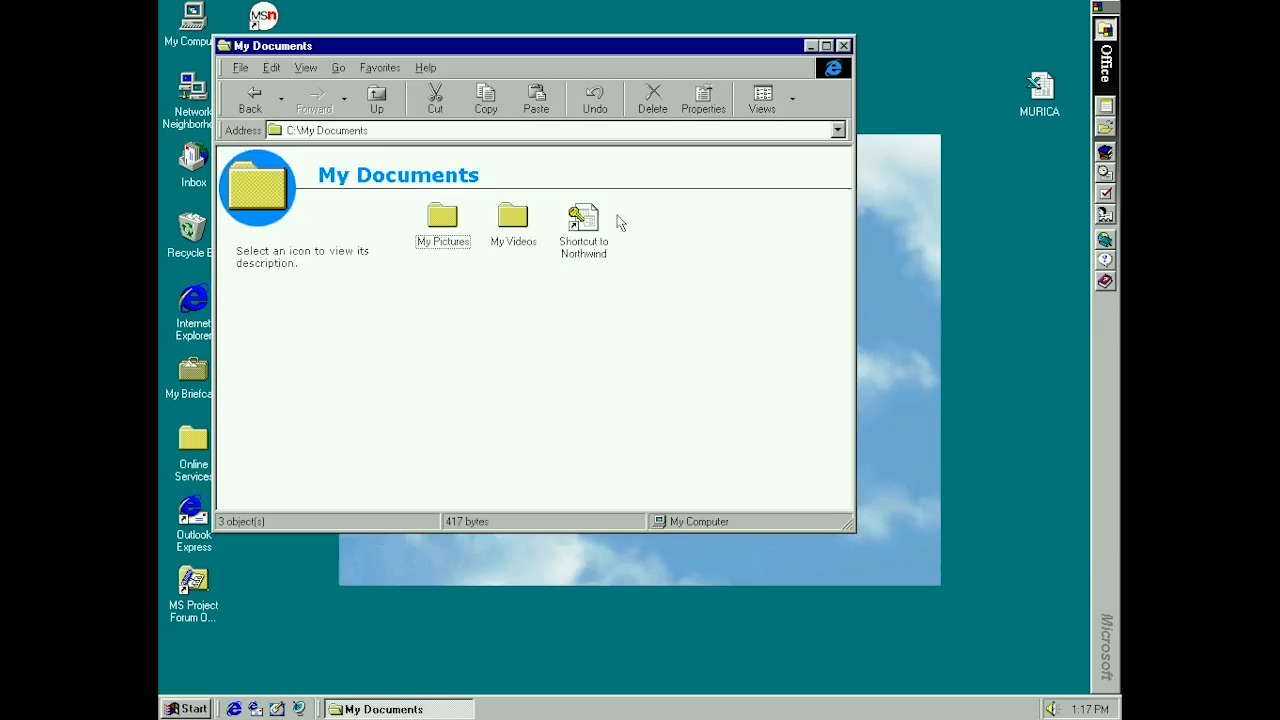 My Compu
MSN
My Documents
File Edit View Go Favorites Help
Back Forward Up Cut Copy Paste Undo Delete Properties Views
Address C:\My Documents
My Documents
My Pictures
My Videos
Shortcut to
Northwind
Select an icon to view its
description.
3 object(s) 417 bytes My Computer
Network
Neighborhe
Inbox
Recycle B
Internet
Explorer
My Briefca
Online
Services
Outlook
Express
MS Project
Forum O...
MURICA
Office
Microsoft
Start My Documents 1:17 PM